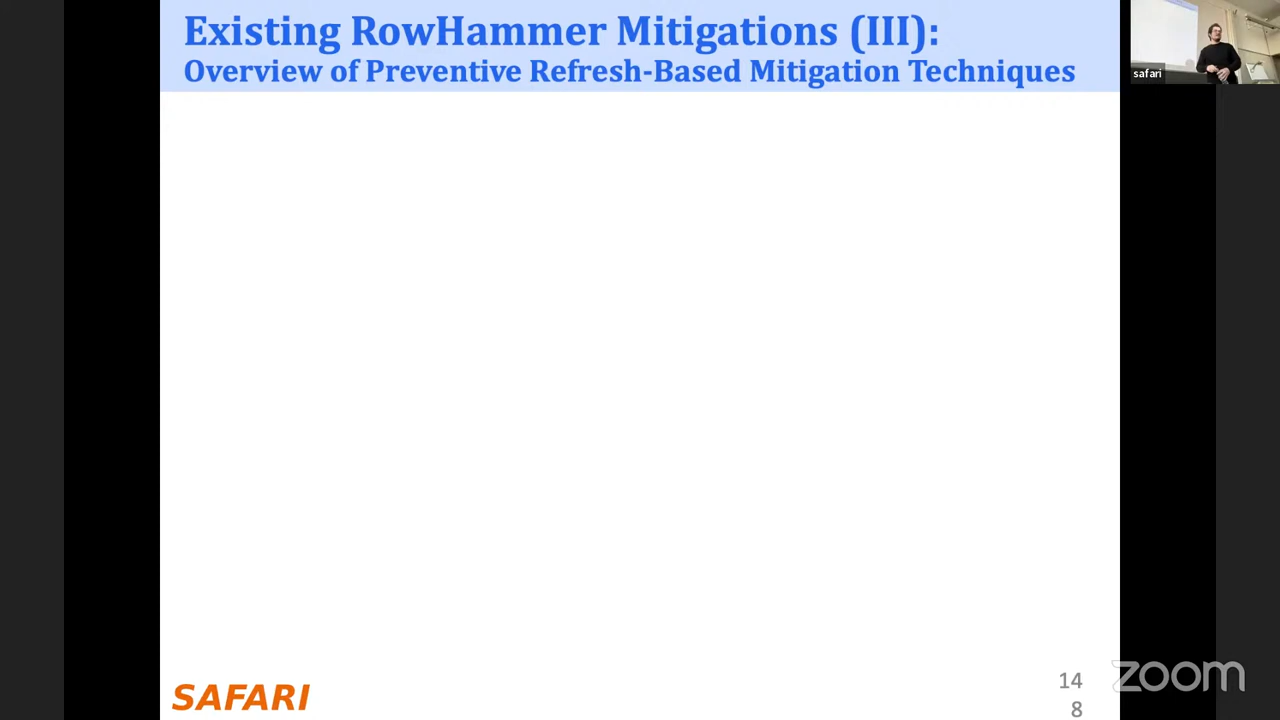 Existing RowHammer Mitigations (III):
Overview of Preventive Refresh-Based Mitigation Techniques
safari
SAFARI
14
8
zoom